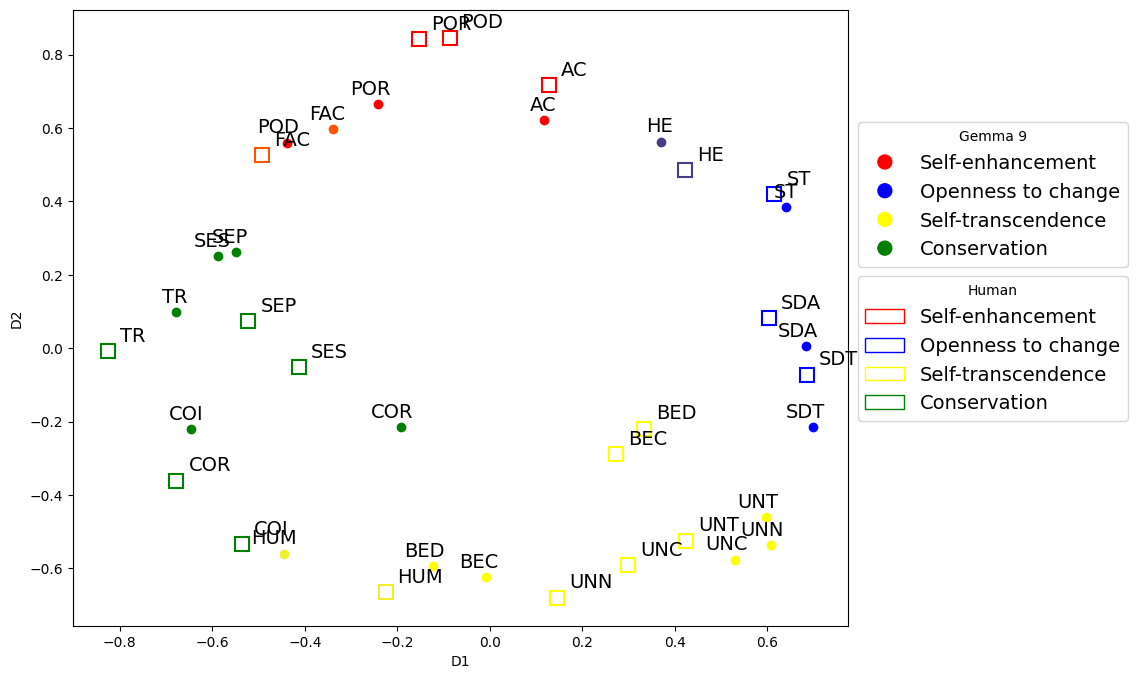 POR
POD
AC
POR
AC
FAC
POD
FAC
HE
HE
ST
ST
SES
SEP
TR
TR
SEP
SES
SDA
SDA
SDT
SDT
COI
COR
BED
BEC
COR
COI
HUM
BED
BEC
HUM
UNT
UNT
UNN
UNC
UNC
UNN
0.8
0.6
0.4
0.2
0.0
−0.2
−0.4
−0.6
D2
−0.8
−0.6
−0.4
−0.2
0.0
0.2
0.4
0.6
D1
Gemma 9
Self-enhancement
Openness to change
Self-transcendence
Conservation
Human
Self-enhancement
Openness to change
Self-transcendence
Conservation